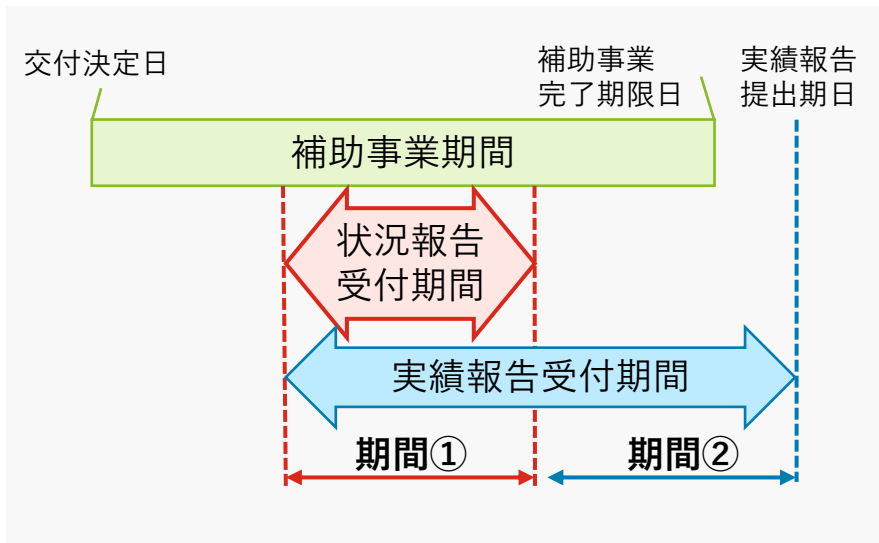 交付決定日
補助事業
完了期限日
実績報告
提出期日
補助事業期間
状況報告
受付期間
実績報告受付期間
期間①
期間②